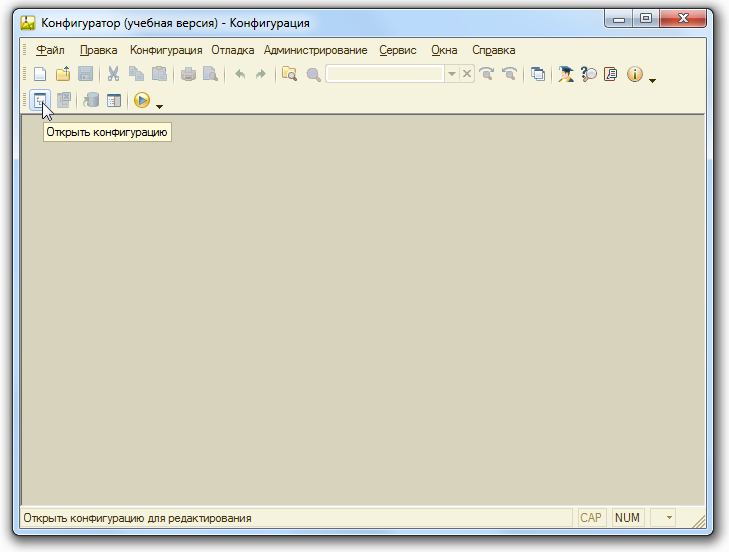 Конфигуратор (учебная версия) - Конфигурация
Файл Правка Конфигурация Отладка Администрирование Сервис Окна Справка
Открыть конфигурацию
Открыть конфигурацию для редактирования CAP NUM